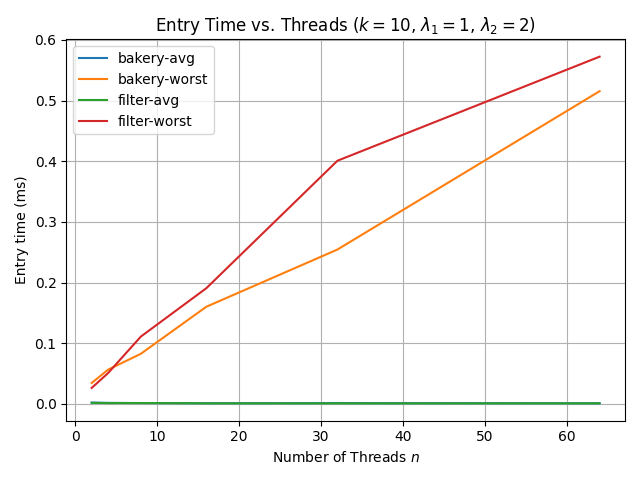 Entry Time vs. Threads (k = 10, λ₁ = 1, λ₂ = 2)
bakery-avg
bakery-worst
filter-avg
filter-worst
Entry time (ms)
0.6
0.5
0.4
0.3
0.2
0.1
0.0
0 10 20 30 40 50 60
Number of Threads n